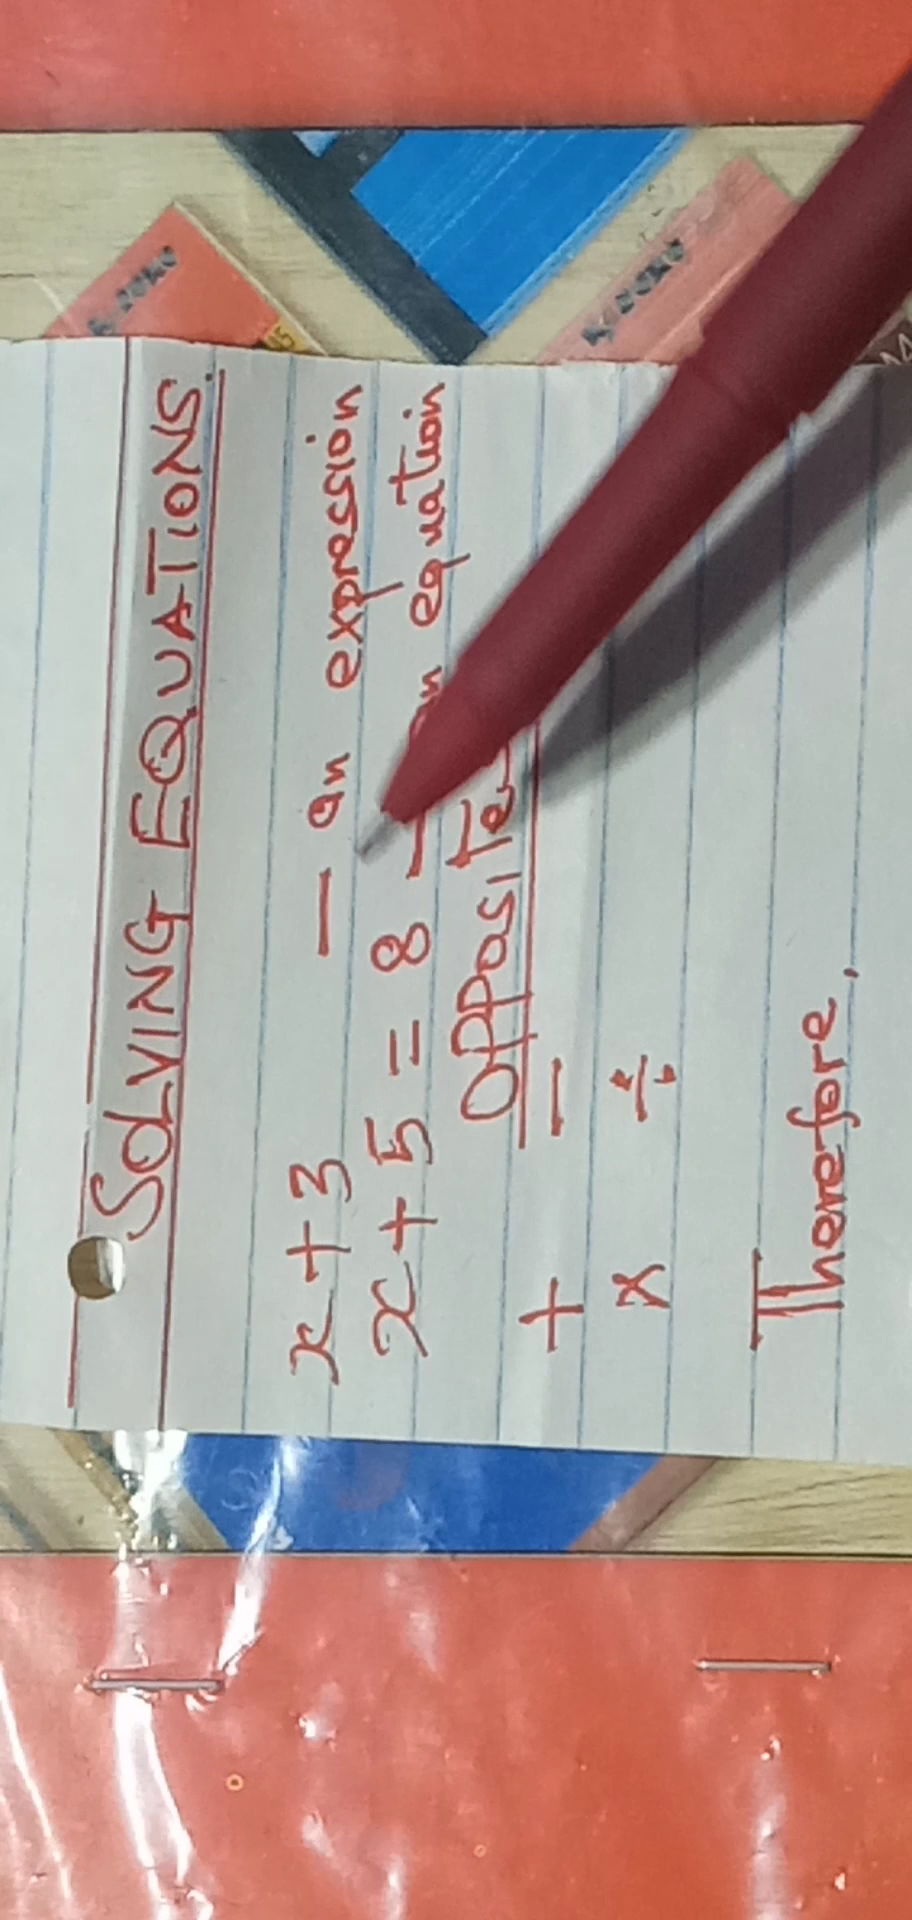 SOLVING EQUATIONS.
x + 3 — an expression
x + 5 = 8 — an equation
Opposite
+ —
x ÷
Therefore,